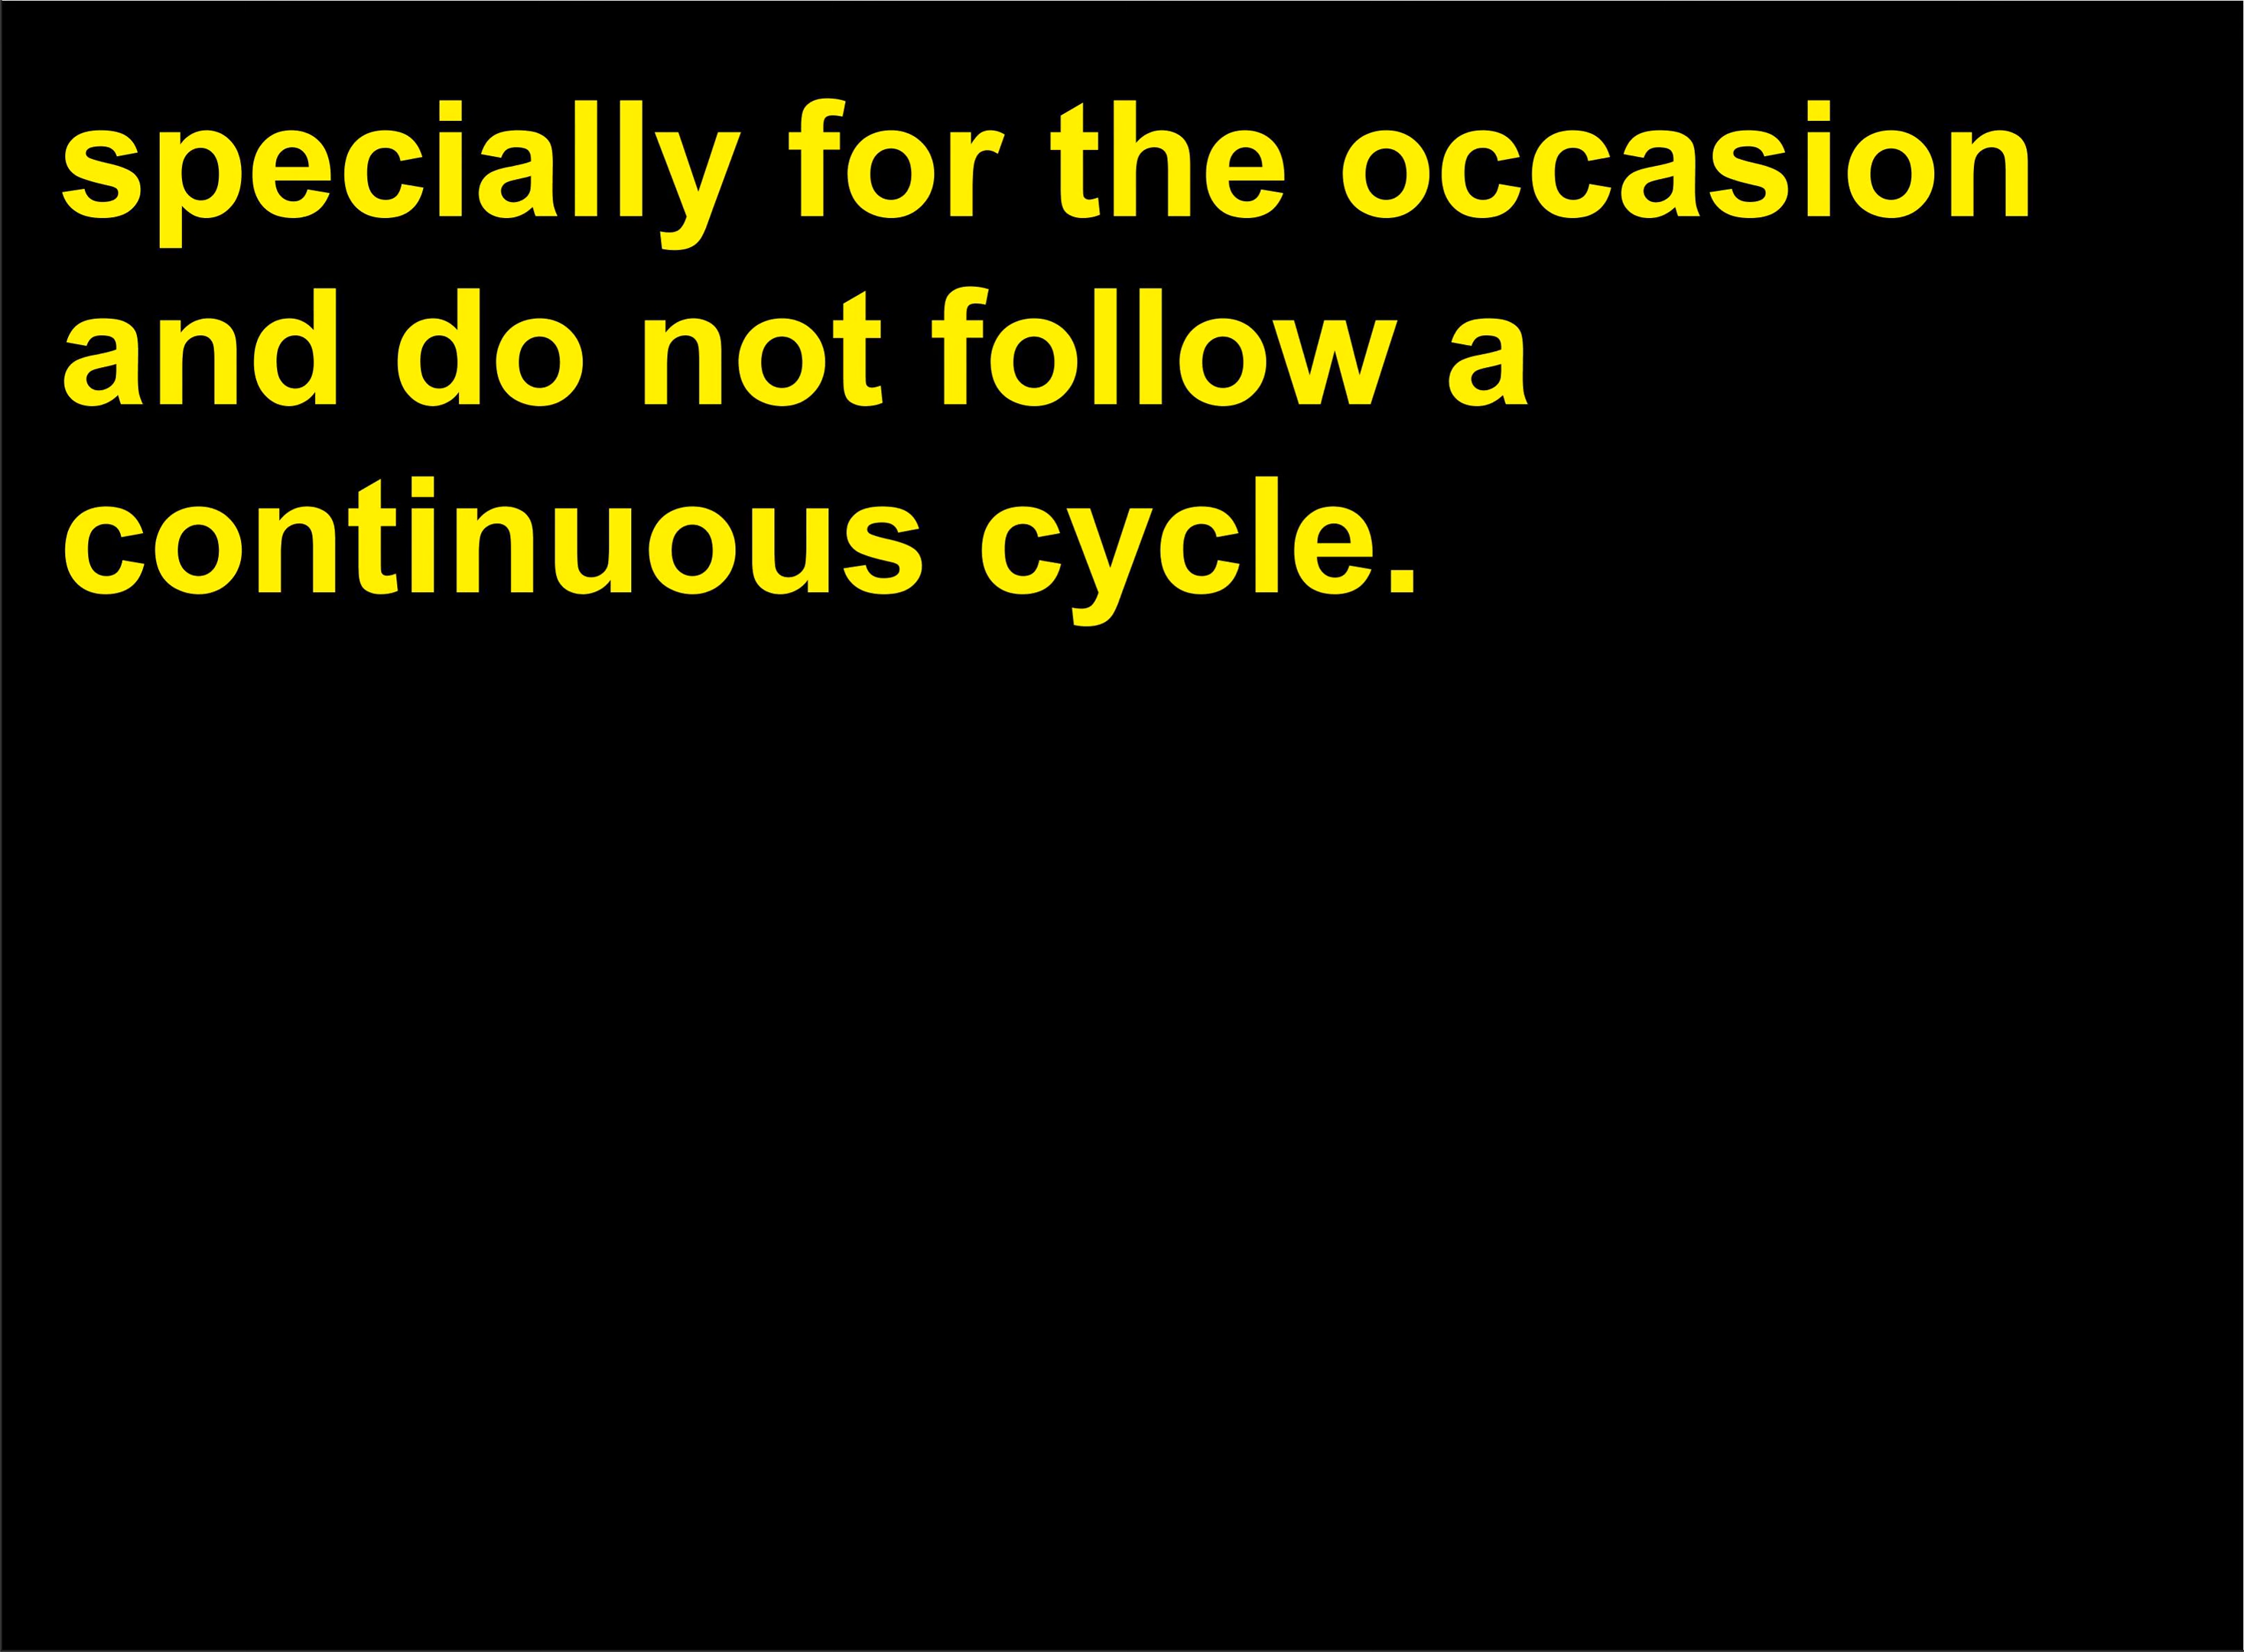 specially for the occasion
and do not follow a
continuous cycle.